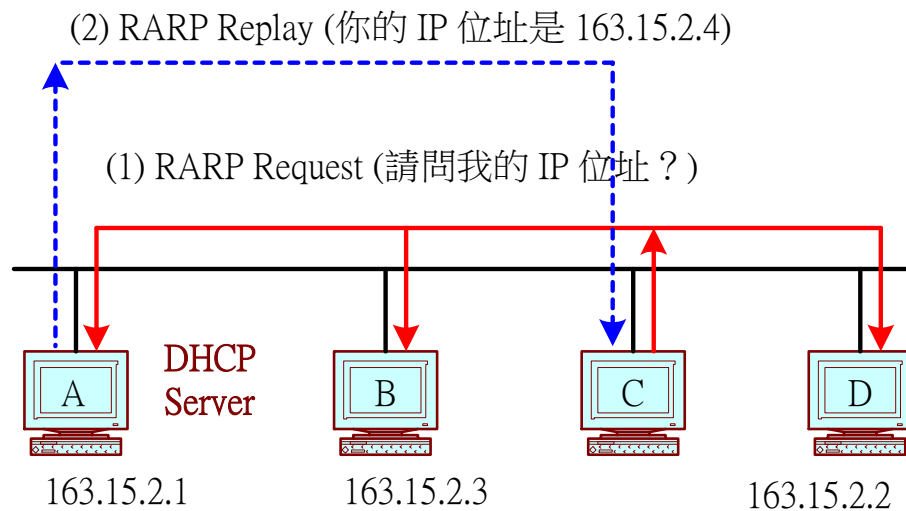 (2) RARP Replay (你的 IP 位址是 163.15.2.4)
(1) RARP Request (請問我的 IP 位址？)
A
DHCP
Server
B
C
D
163.15.2.1
163.15.2.3
163.15.2.2